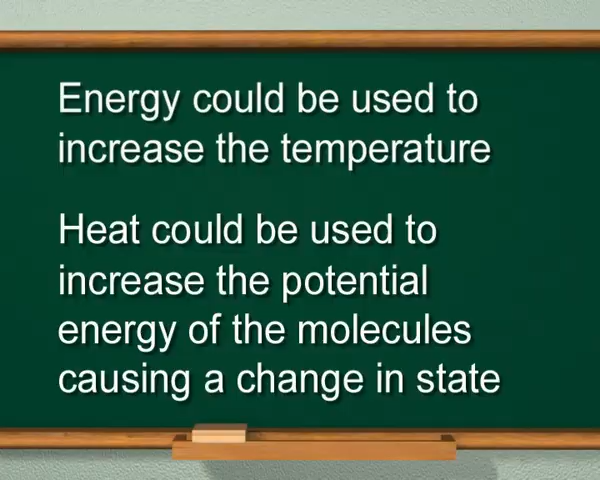 Energy could be used to
increase the temperature
Heat could be used to
increase the potential
energy of the molecules
causing a change in state